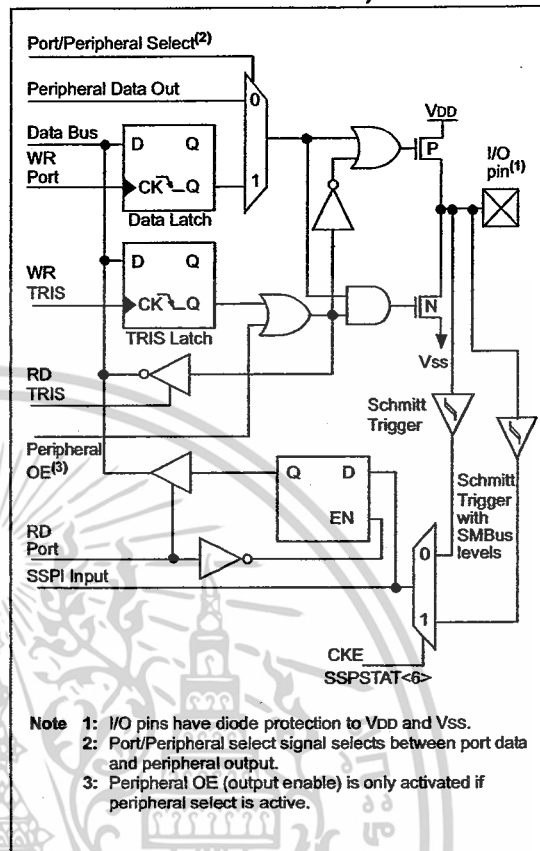 Port/Peripheral Select(2)
Peripheral Data Out
Data Bus
WR
Port
D Q
CK Q
Data Latch
0
1
VDD
P
I/O
pin(1)
WR
TRIS
D Q
CK Q
TRIS Latch
N
Vss
RD
TRIS
Schmitt
Trigger
Peripheral
OE(3)
Q D
EN
Schmitt
Trigger
with
SMBus
levels
RD
Port
SSPI Input
0
1
CKE
SSPSTAT<6>
Note 1: I/O pins have diode protection to VDD and Vss.
2: Port/Peripheral select signal selects between port data
and peripheral output.
3: Peripheral OE (output enable) is only activated if
peripheral select is active.